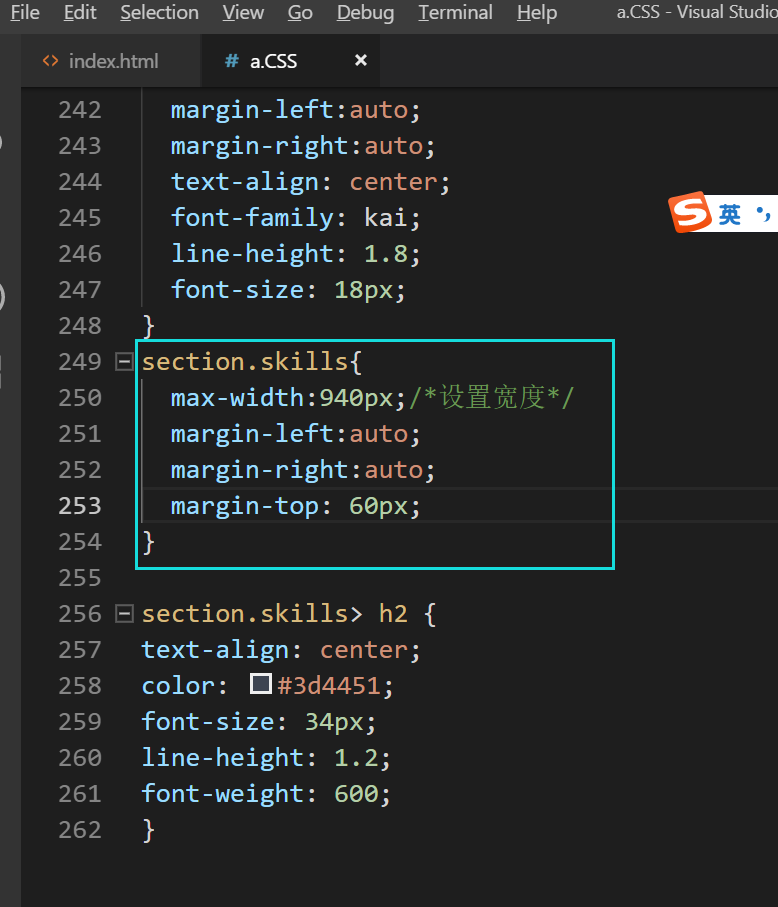 File Edit Selection View Go Debug Terminal Help a.CSS - Visual Studio
<> index.html # a.CSS ×
242 margin-left:auto;
243 margin-right:auto;
244 text-align: center;
245 font-family: kai;
246 line-height: 1.8;
247 font-size: 18px;
248 }
249 section.skills{
250 max-width:940px;/*设置宽度*/
251 margin-left:auto;
252 margin-right:auto;
253 margin-top: 60px;
254 }
255
256 section.skills> h2 {
257 text-align: center;
258 color: #3d4451;
259 font-size: 34px;
260 line-height: 1.2;
261 font-weight: 600;
262 }
S 英